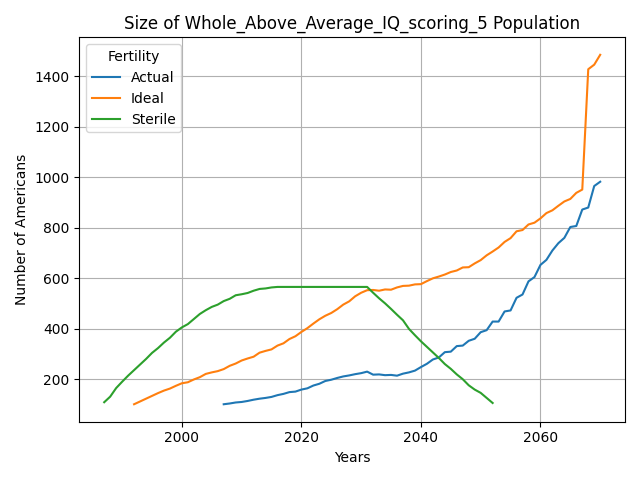 Size of Whole_Above_Average_IQ_scoring_5 Population
Fertility
Actual
Ideal
Sterile
1400
1200
1000
800
600
400
200
Number of Americans
2000
2020
2040
2060
Years